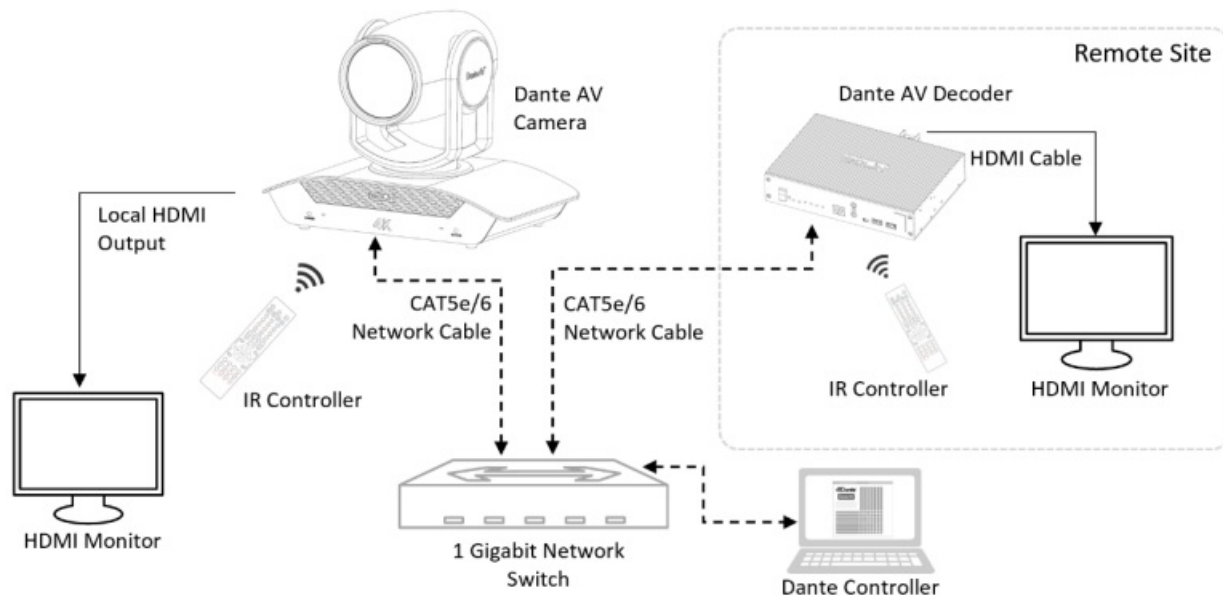 Remote Site
Dante AV
Camera
Dante AV Decoder
HDMI Cable
Local HDMI
Output
4K
CAT5e/6
Network Cable
CAT5e/6
Network Cable
IR Controller
IR Controller
HDMI Monitor
HDMI Monitor
1 Gigabit Network
Switch
Dante Controller